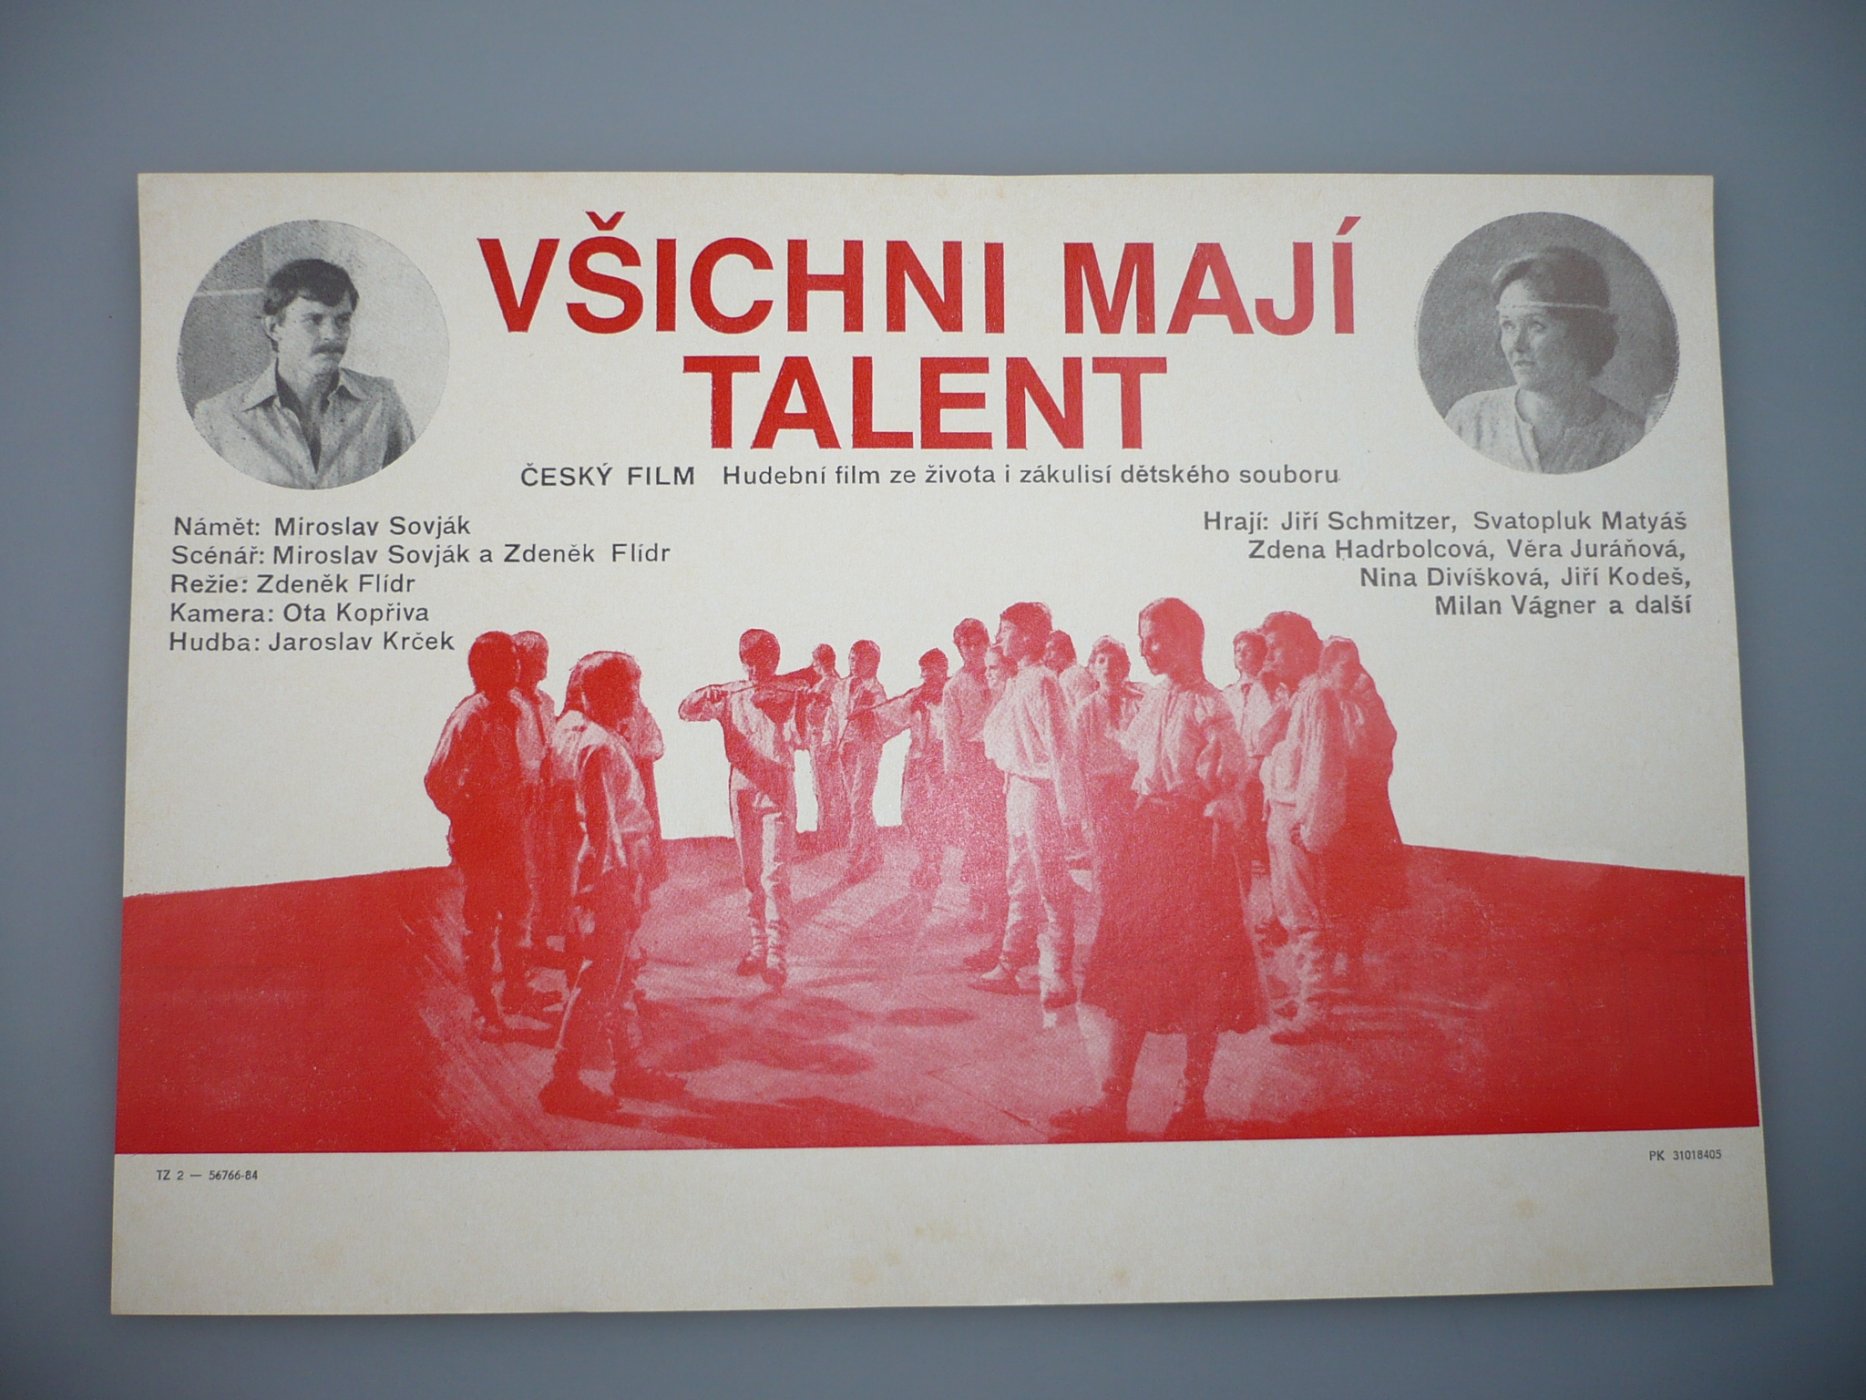 VŠICHNI MAJÍ
TALENT
ČESKÝ FILM Hudební film ze života i zákulisí dětského souboru
Námět: Miroslav Sovják
Scénář: Miroslav Sovják a Zdeněk Flídr
Režie: Zdeněk Flídr
Kamera: Ota Kopřiva
Hudba: Jaroslav Krček
Hrají: Jiří Schmitzer, Svatopluk Matyáš
Zdena Hadrbolcová, Věra Juráňová,
Nina Divíšková, Jiří Kodeš,
Milan Vágner a další
TZ 2 — 56766-84
PK 31018405